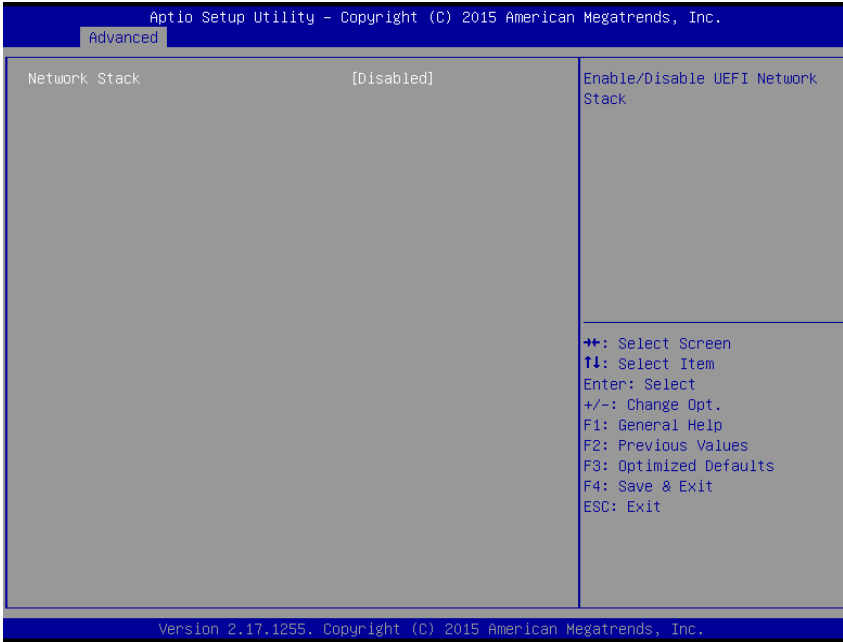 Aptio Setup Utility – Copyright (C) 2015 American Megatrends, Inc.
Advanced
Network Stack [Disabled]
Enable/Disable UEFI Network
Stack
→←: Select Screen
↑↓: Select Item
Enter: Select
+/-: Change Opt.
F1: General Help
F2: Previous Values
F3: Optimized Defaults
F4: Save & Exit
ESC: Exit
Version 2.17.1255. Copyright (C) 2015 American Megatrends, Inc.